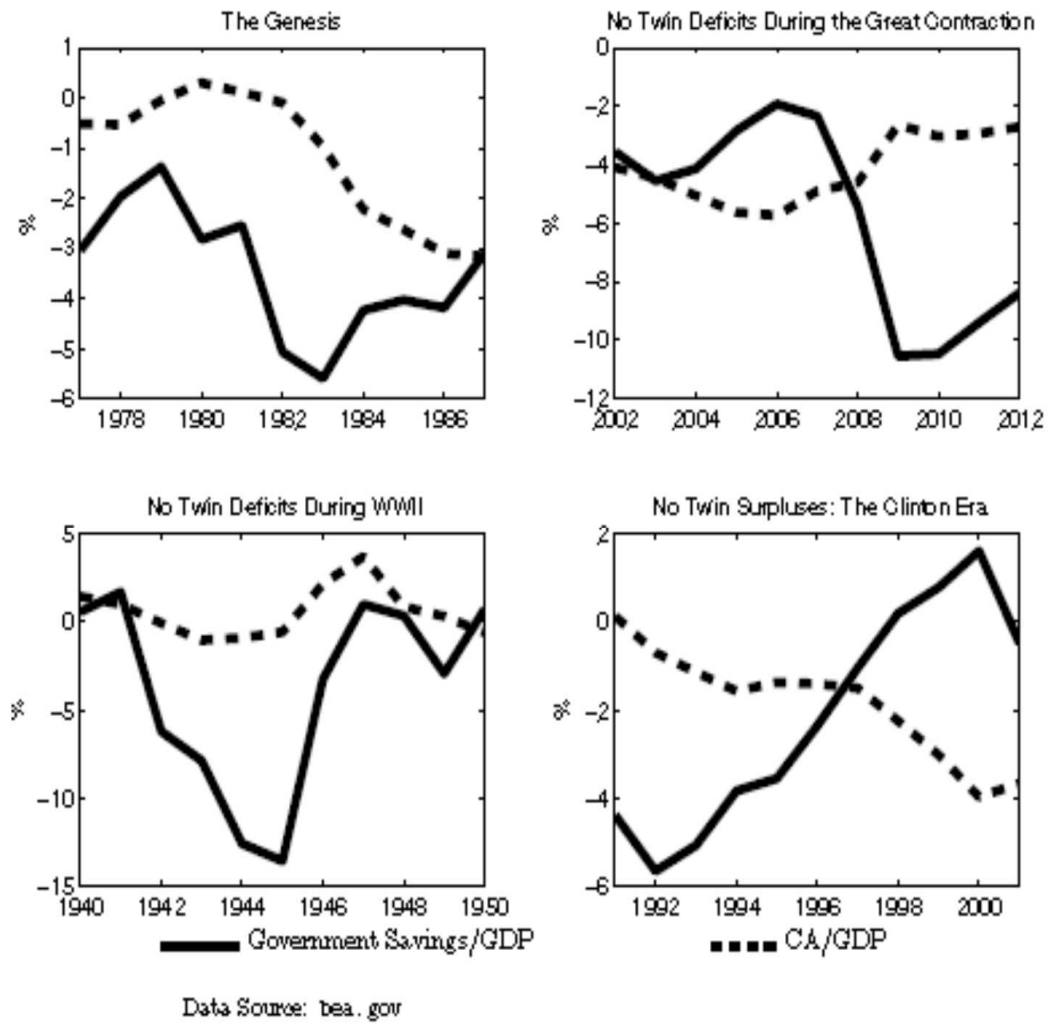 The Genesis
1
0
−1
−2
−3
−4
−5
−6
%
1978 1980 1982 1984 1986
No Twin Deficits During the Great Contraction
0
−2
−4
−6
−8
−10
−12
%
2002 2004 2006 2008 2010 2012
No Twin Deficits During WWII
5
0
−5
−10
−15
%
1940 1942 1944 1946 1948 1950
No Twin Surpluses: The Clinton Era
2
0
−2
−4
−6
%
1992 1994 1996 1998 2000
Government Savings/GDP
CA/GDP
Data Source: bea.gov